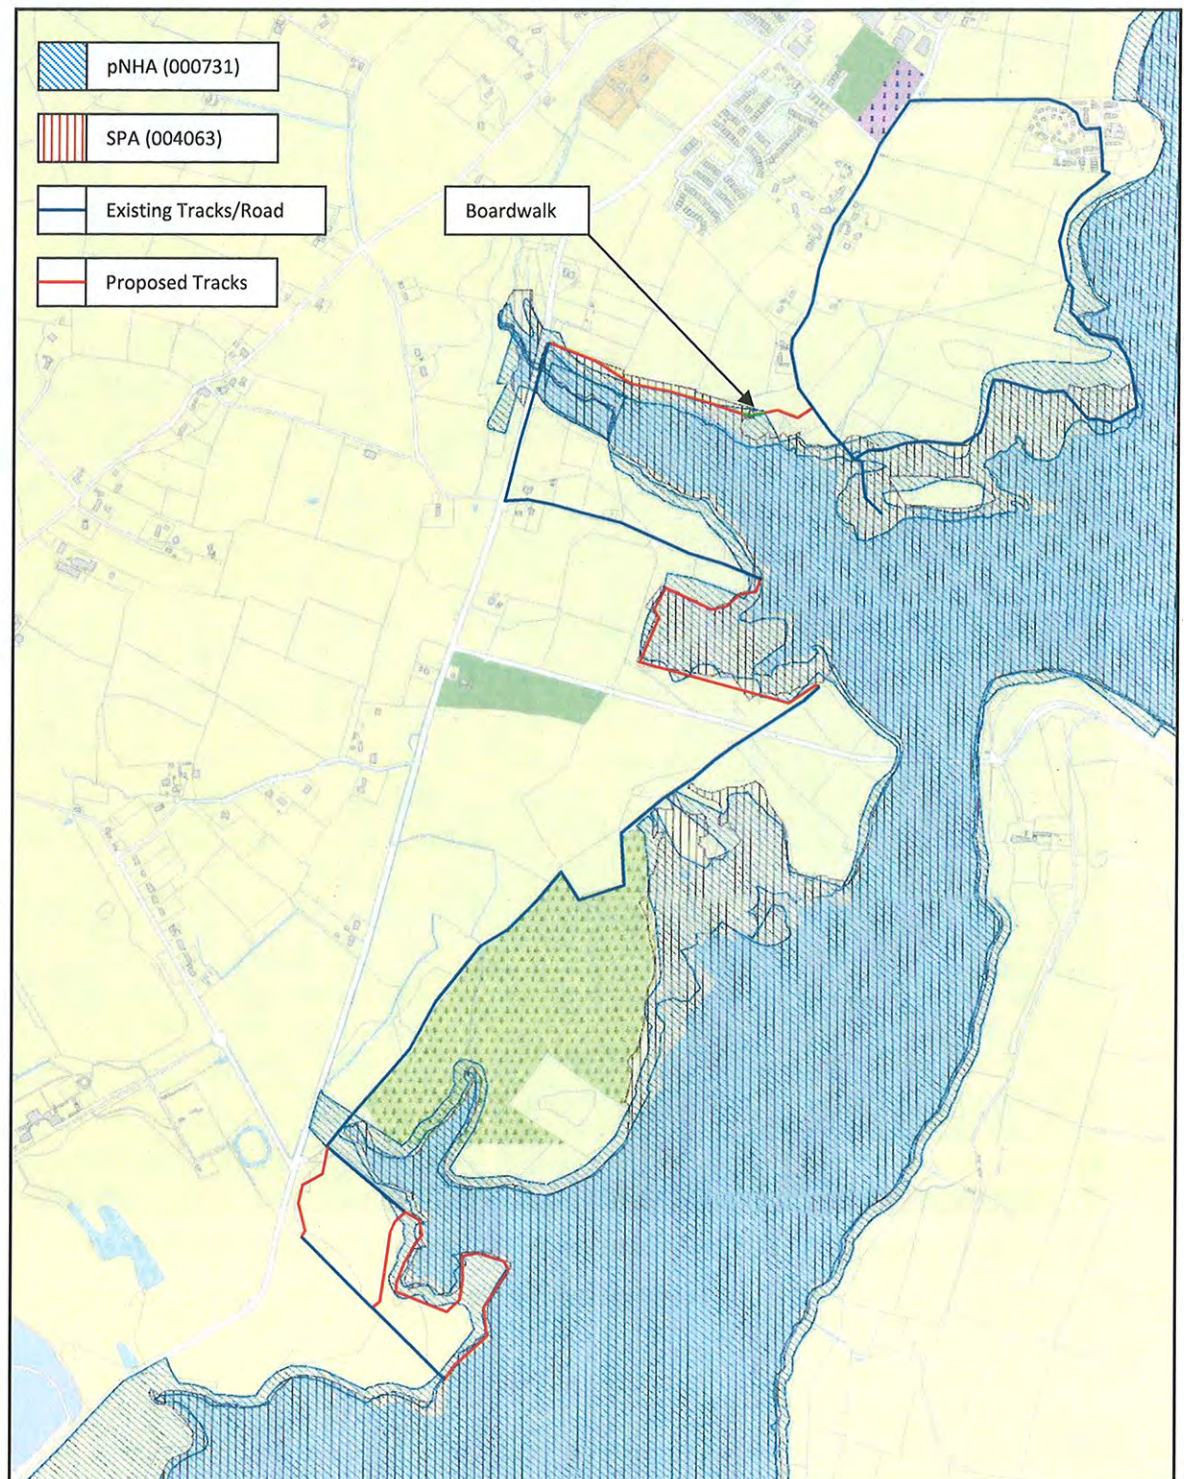 pNHA (000731)
SPA (004063)
Existing Tracks/Road
Boardwalk
Proposed Tracks